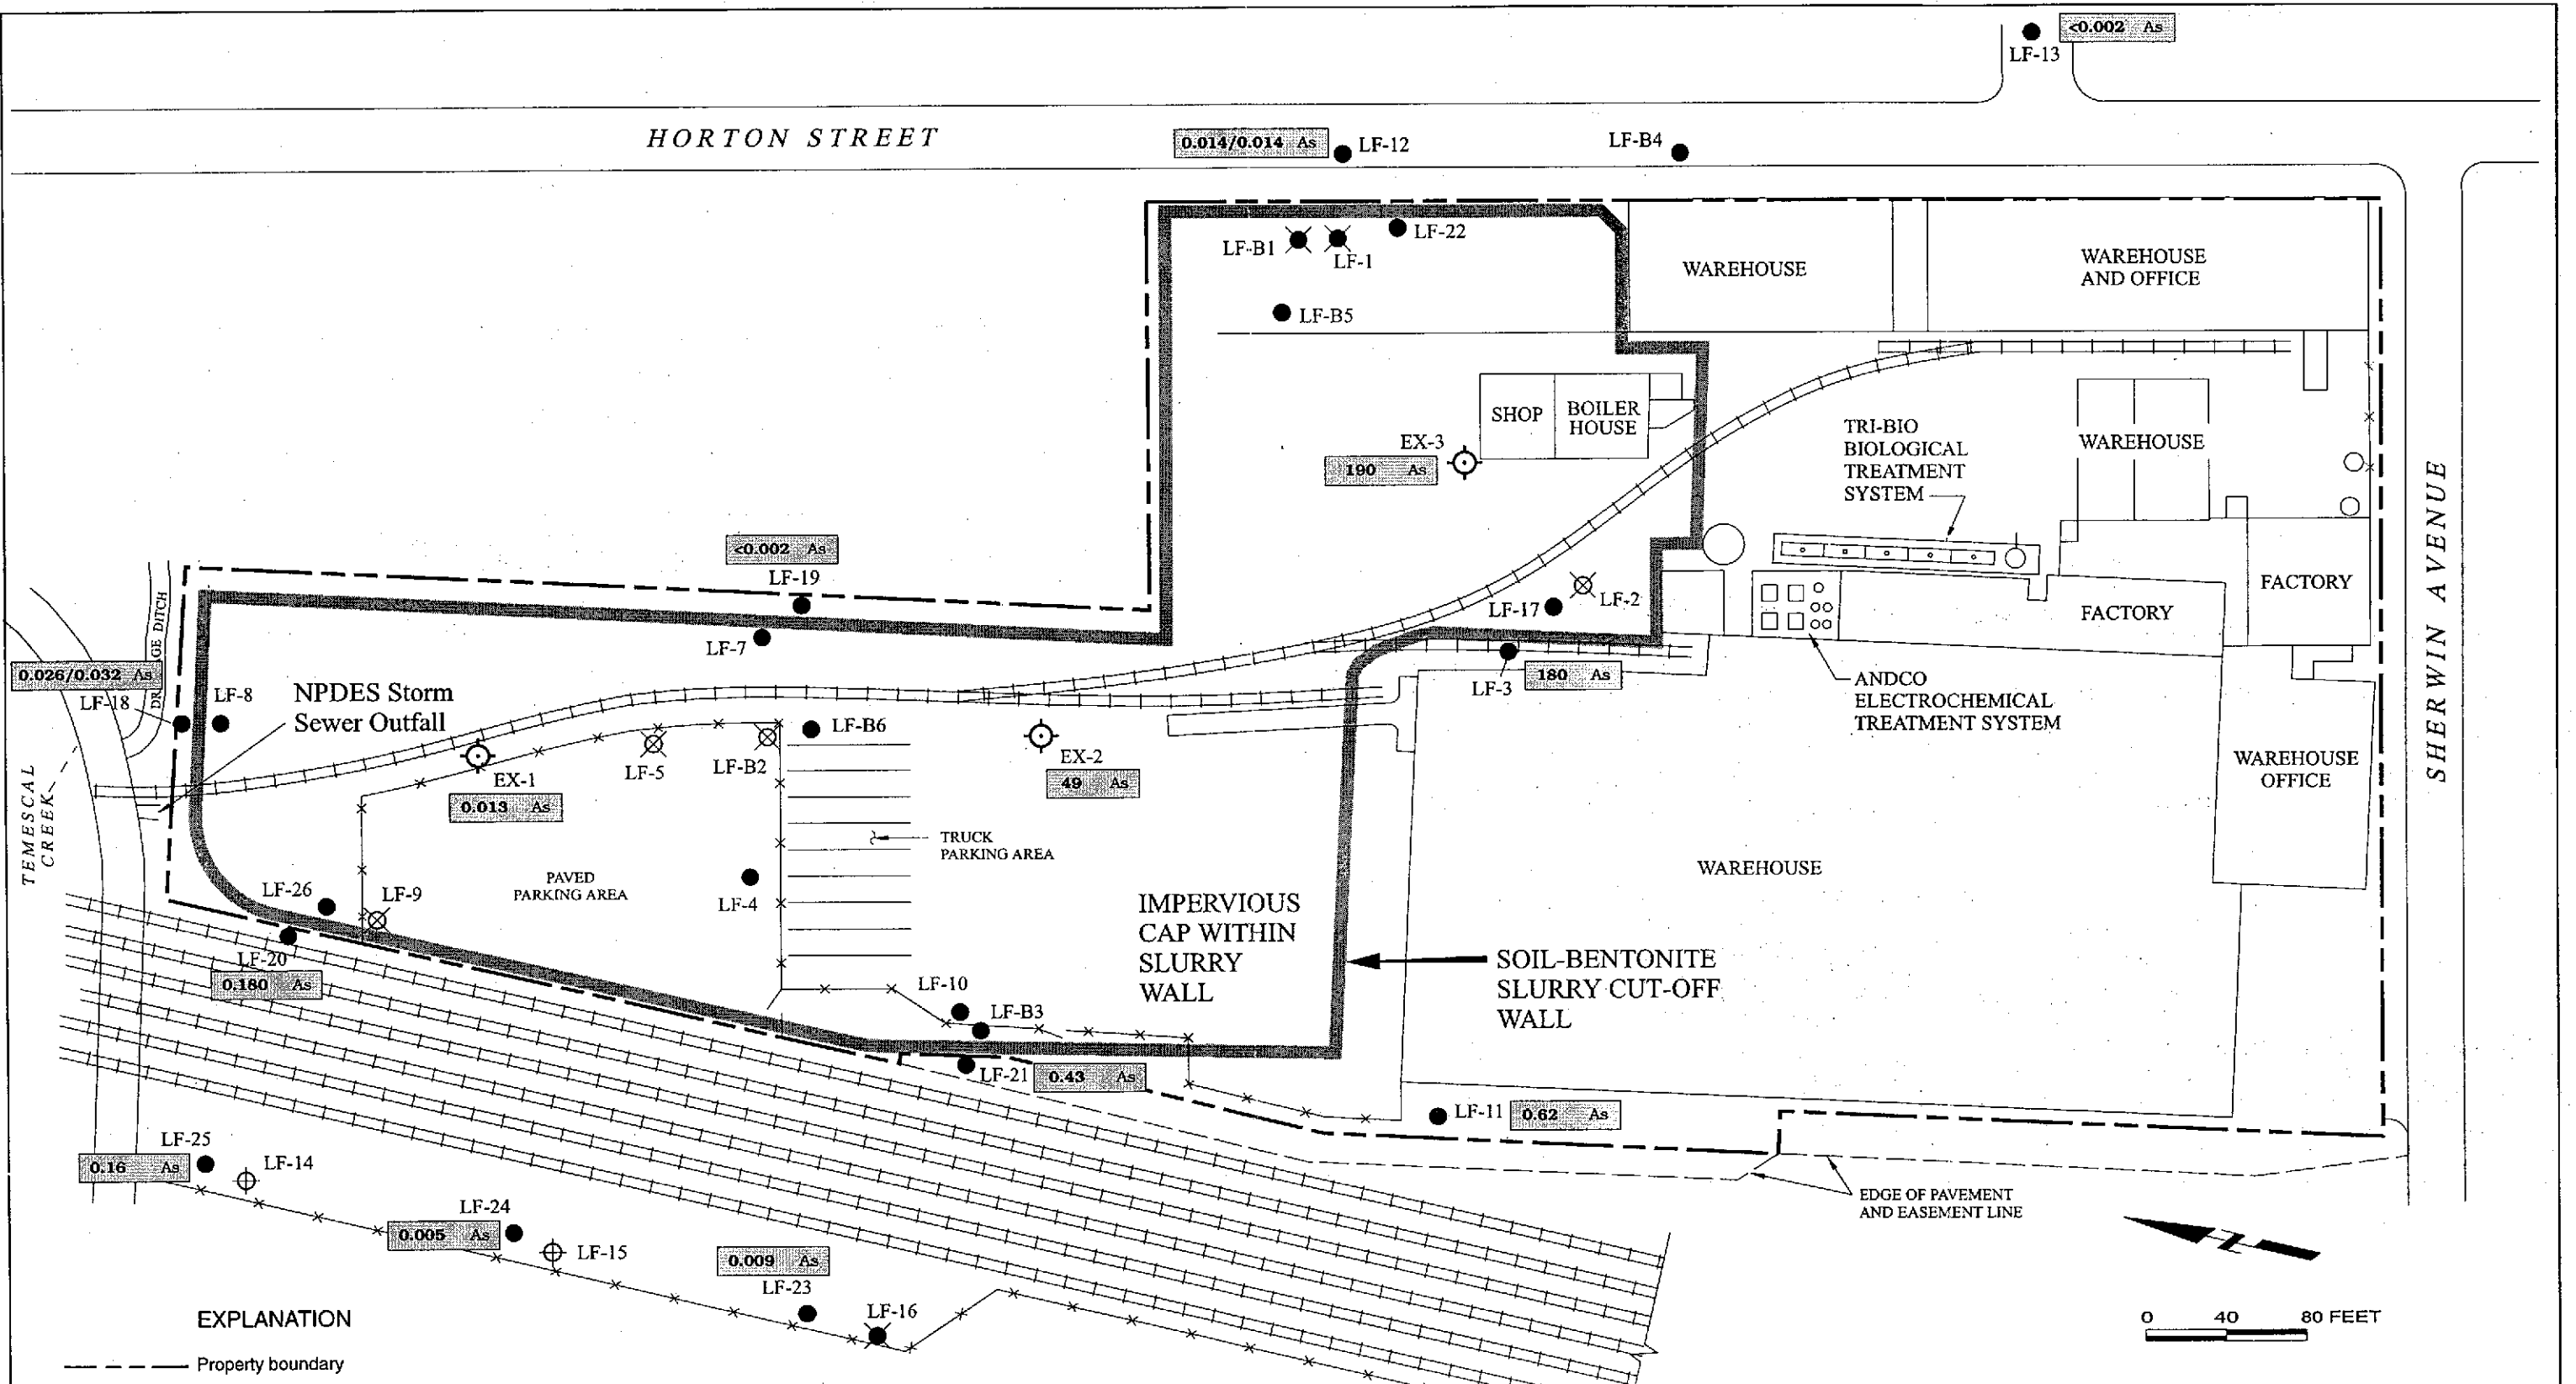 <0.002 As
LF-13
HORTON STREET
0.014/0.014 As
LF-12
LF-B4
LF-B1
LF-1
LF-22
LF-B5
WAREHOUSE
WAREHOUSE
AND OFFICE
SHOP
BOILER
HOUSE
EX-3
190 As
TRI-BIO
BIOLOGICAL
TREATMENT
SYSTEM
WAREHOUSE
SHERWIN AVENUE
<0.002 As
LF-19
LF-7
LF-17
LF-2
FACTORY
FACTORY
LF-3
180 As
ANDCO
ELECTROCHEMICAL
TREATMENT SYSTEM
0.026/0.032 As
LF-18
LF-8
NPDES Storm
Sewer Outfall
TEMESCAL
CREEK
EX-1
0.013 As
LF-5
LF-B2
LF-B6
EX-2
49 As
WAREHOUSE
OFFICE
TRUCK
PARKING AREA
PAVED
PARKING AREA
LF-4
WAREHOUSE
LF-26
LF-9
LF-20
0.180 As
IMPERVIOUS
CAP WITHIN
SLURRY
WALL
SOIL-BENTONITE
SLURRY CUT-OFF
WALL
LF-10
LF-B3
LF-21
0.43 As
LF-11
0.62 As
LF-25
0.16 As
LF-14
LF-24
0.005 As
LF-15
0.009 As
LF-23
LF-16
EDGE OF PAVEMENT
AND EASEMENT LINE
EXPLANATION
Property boundary
0 40 80 FEET